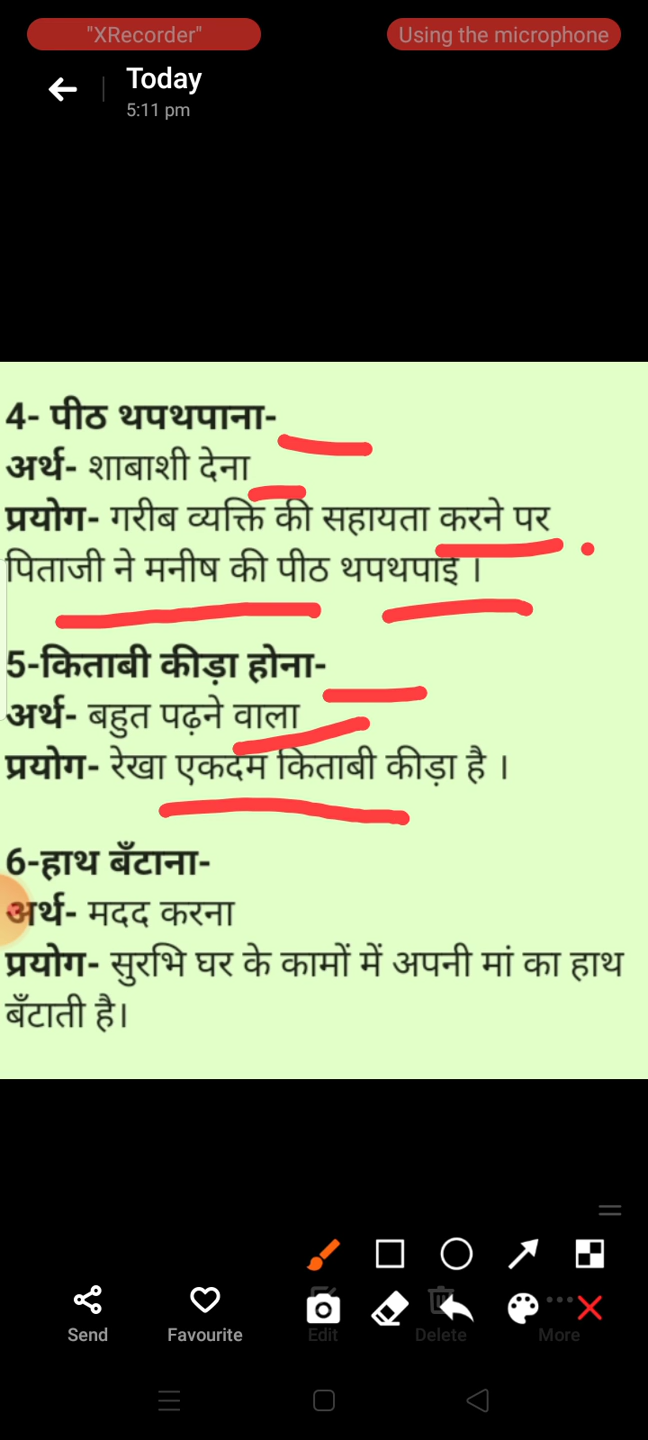 "XRecorder"
Using the microphone
Today
5:11 pm
4- पीठ थपथपाना-
अर्थ- शाबाशी देना
प्रयोग- गरीब व्यक्ति की सहायता करने पर
पिताजी ने मनीष की पीठ थपथपाई ।
5-किताबी कीड़ा होना-
अर्थ- बहुत पढ़ने वाला
प्रयोग- रेखा एकदम किताबी कीड़ा है ।
6-हाथ बँटाना-
अर्थ- मदद करना
प्रयोग- सुरभि घर के कामों में अपनी मां का हाथ
बँटाती है।
Send
Favourite
Edit
Delete
More